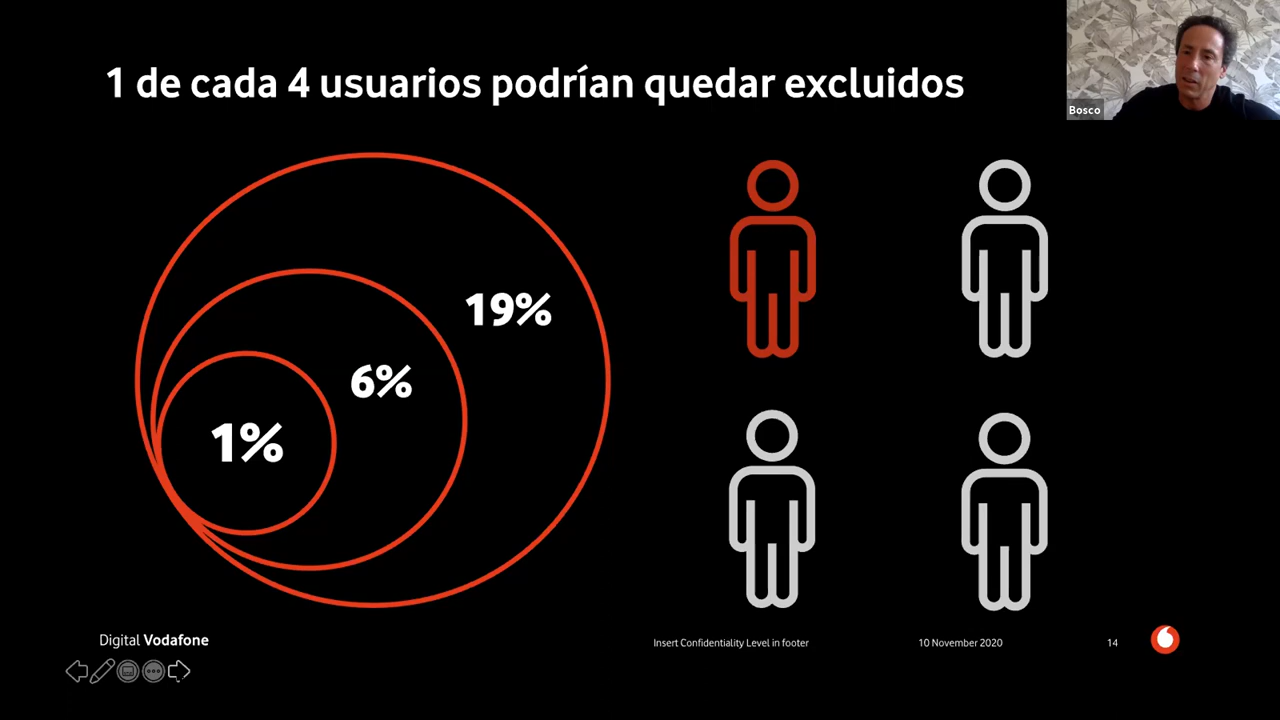 1 de cada 4 usuarios podrían quedar excluidos
Bosco
19%
6%
1%
Digital Vodafone
Insert Confidentiality Level in footer
10 November 2020
14